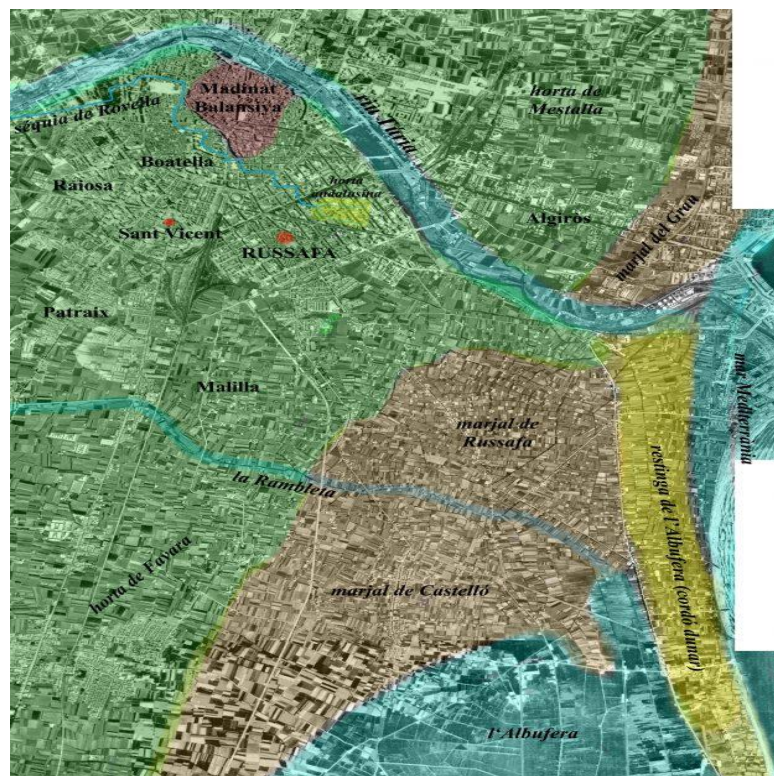 Madinat
Balansiya
séquia de Rovella
riu Túria
horta de
Mestalla
Boatella
Raiosa
horta
andalusina
Sant Vicent
RUSSAFA
Algirós
marjal del Grau
Patraix
Malilla
mar Mediterrània
marjal de
Russafa
la Rambleta
restinga de l'Albufera (cordó dunar)
horta de Favara
marjal de Castelló
l'Albufera